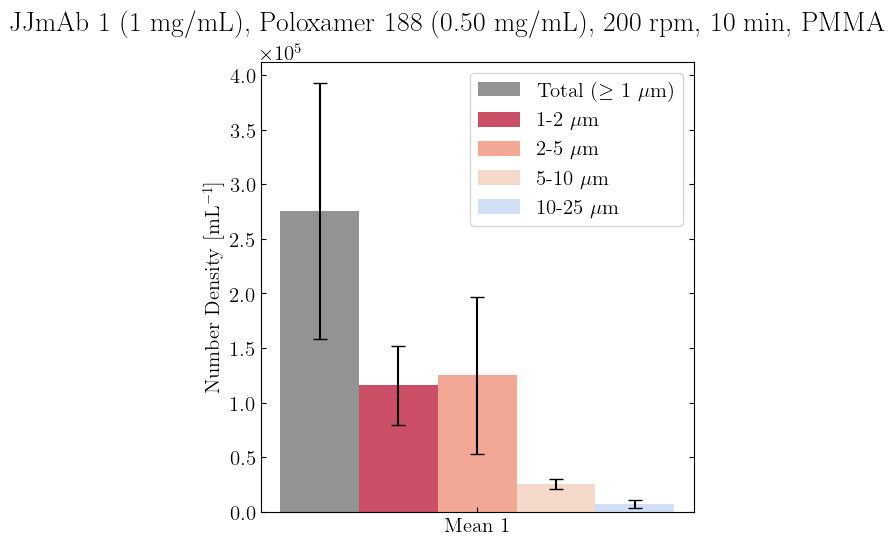 JJmAb 1 (1 mg/mL), Poloxamer 188 (0.50 mg/mL), 200 rpm, 10 min, PMMA
×10⁵
4.0
3.5
3.0
2.5
2.0
1.5
1.0
0.5
0.0
Number Density [mL⁻¹]
Total (≥ 1 μm)
1-2 μm
2-5 μm
5-10 μm
10-25 μm
Mean 1